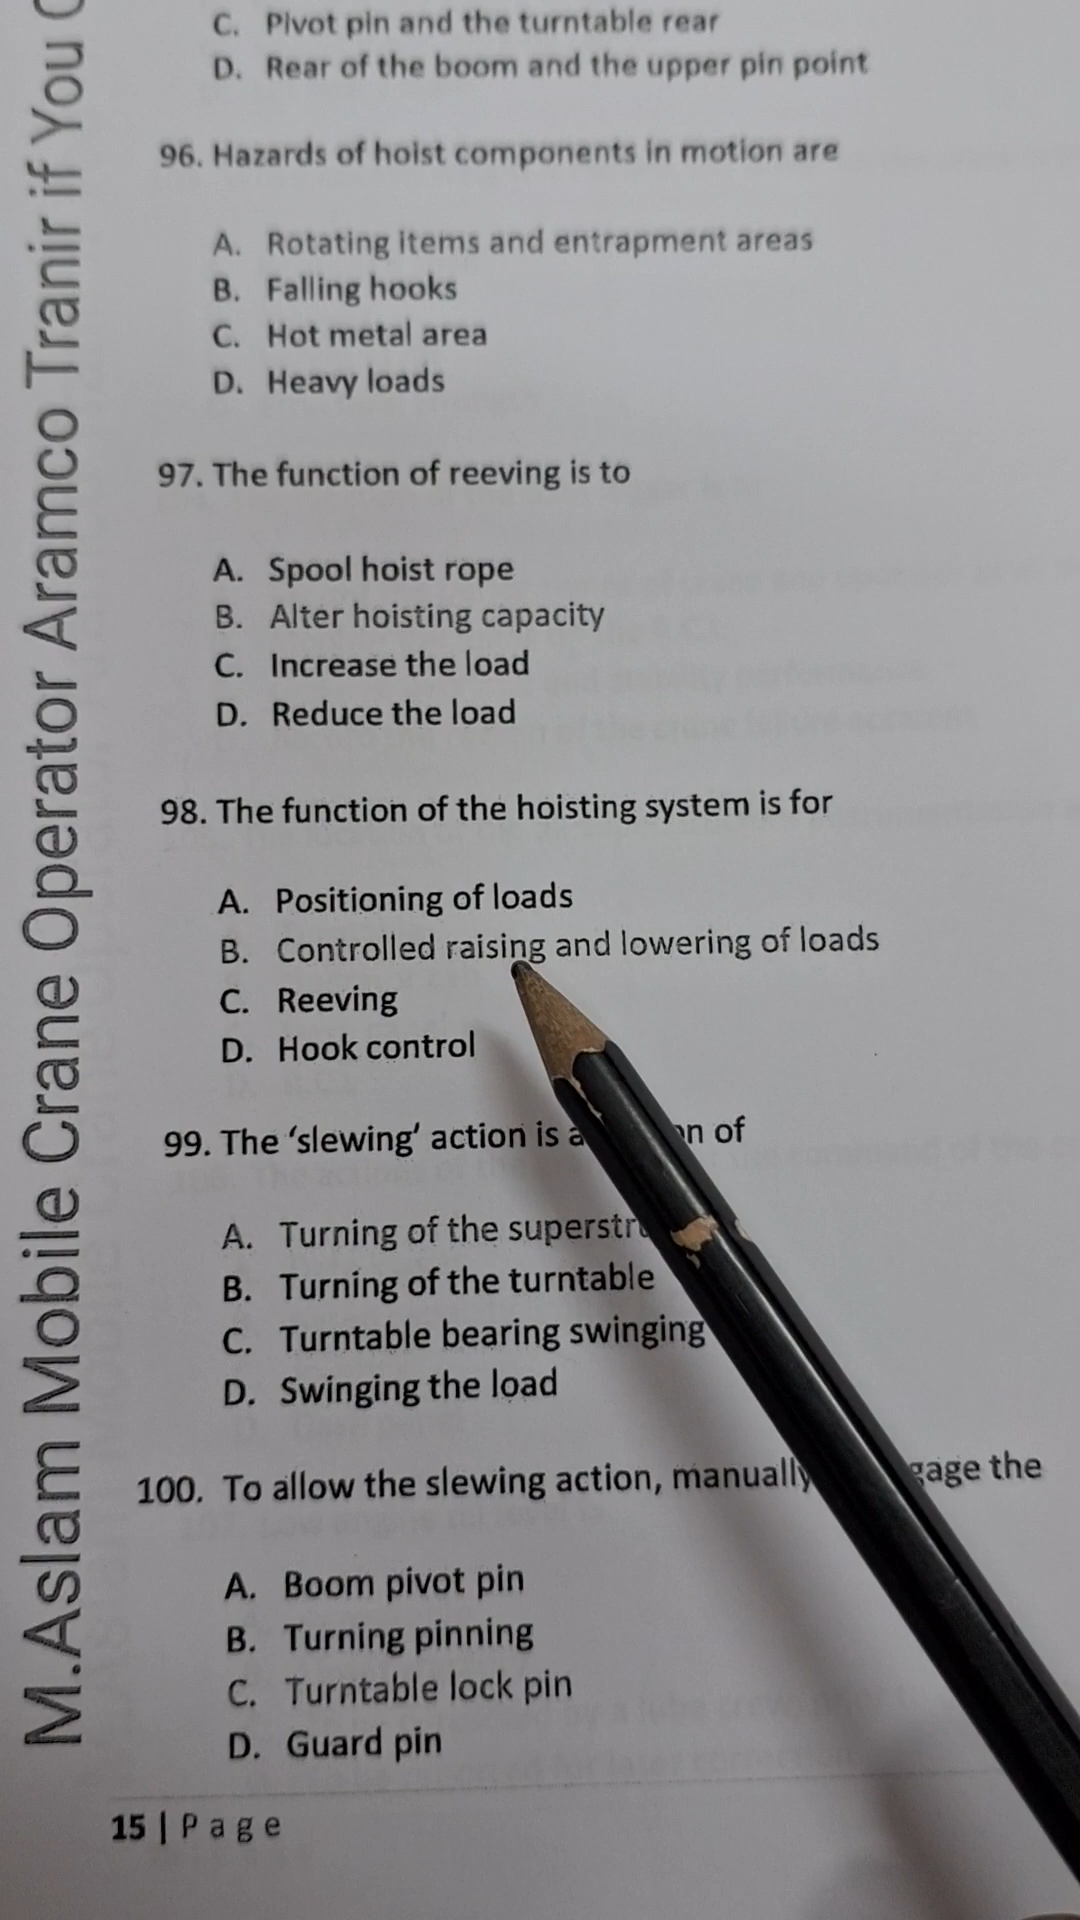 C. Pivot pin and the turntable rear
D. Rear of the boom and the upper pin point
96. Hazards of hoist components in motion are
A. Rotating items and entrapment areas
B. Falling hooks
C. Hot metal area
D. Heavy loads
97. The function of reeving is to
A. Spool hoist rope
B. Alter hoisting capacity
C. Increase the load
D. Reduce the load
98. The function of the hoisting system is for
A. Positioning of loads
B. Controlled raising and lowering of loads
C. Reeving
D. Hook control
99. The ‘slewing’ action is a of
A. Turning of the
B. Turning of the turntable
C. Turntable bearing swinging
D. Swinging the load
100. To allow the slewing action, manually the
A. Boom pivot pin
B. Turning pinning
C. Turntable lock pin
D. Guard pin
15 | Page
M.Aslam Mobile Crane Operator Aramco Tranir if You